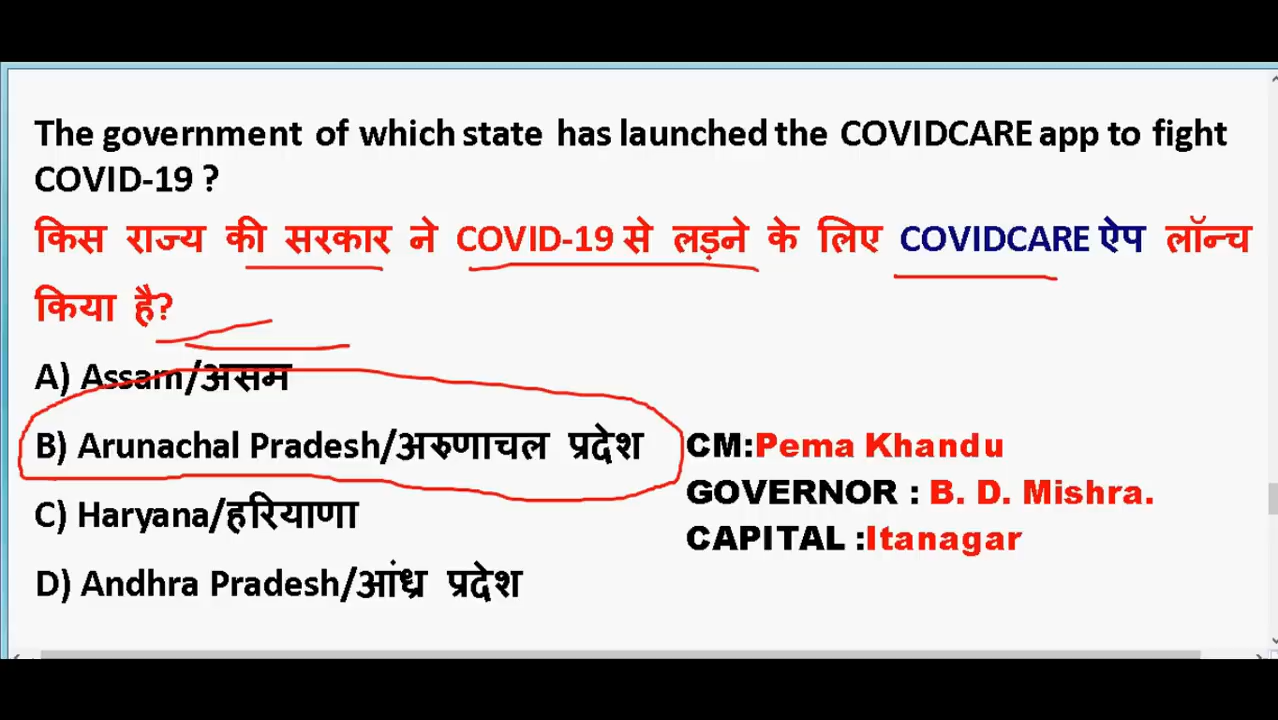 The government of which state has launched the COVIDCARE app to fight
COVID-19 ?
किस राज्य की सरकार ने COVID-19 से लड़ने के लिए COVIDCARE ऐप लॉन्च
किया है?
A) Assam/असम
B) Arunachal Pradesh/अरुणाचल प्रदेश
CM:Pema Khandu
GOVERNOR : B. D. Mishra.
CAPITAL :Itanagar
C) Haryana/हरियाणा
D) Andhra Pradesh/आंध्र प्रदेश